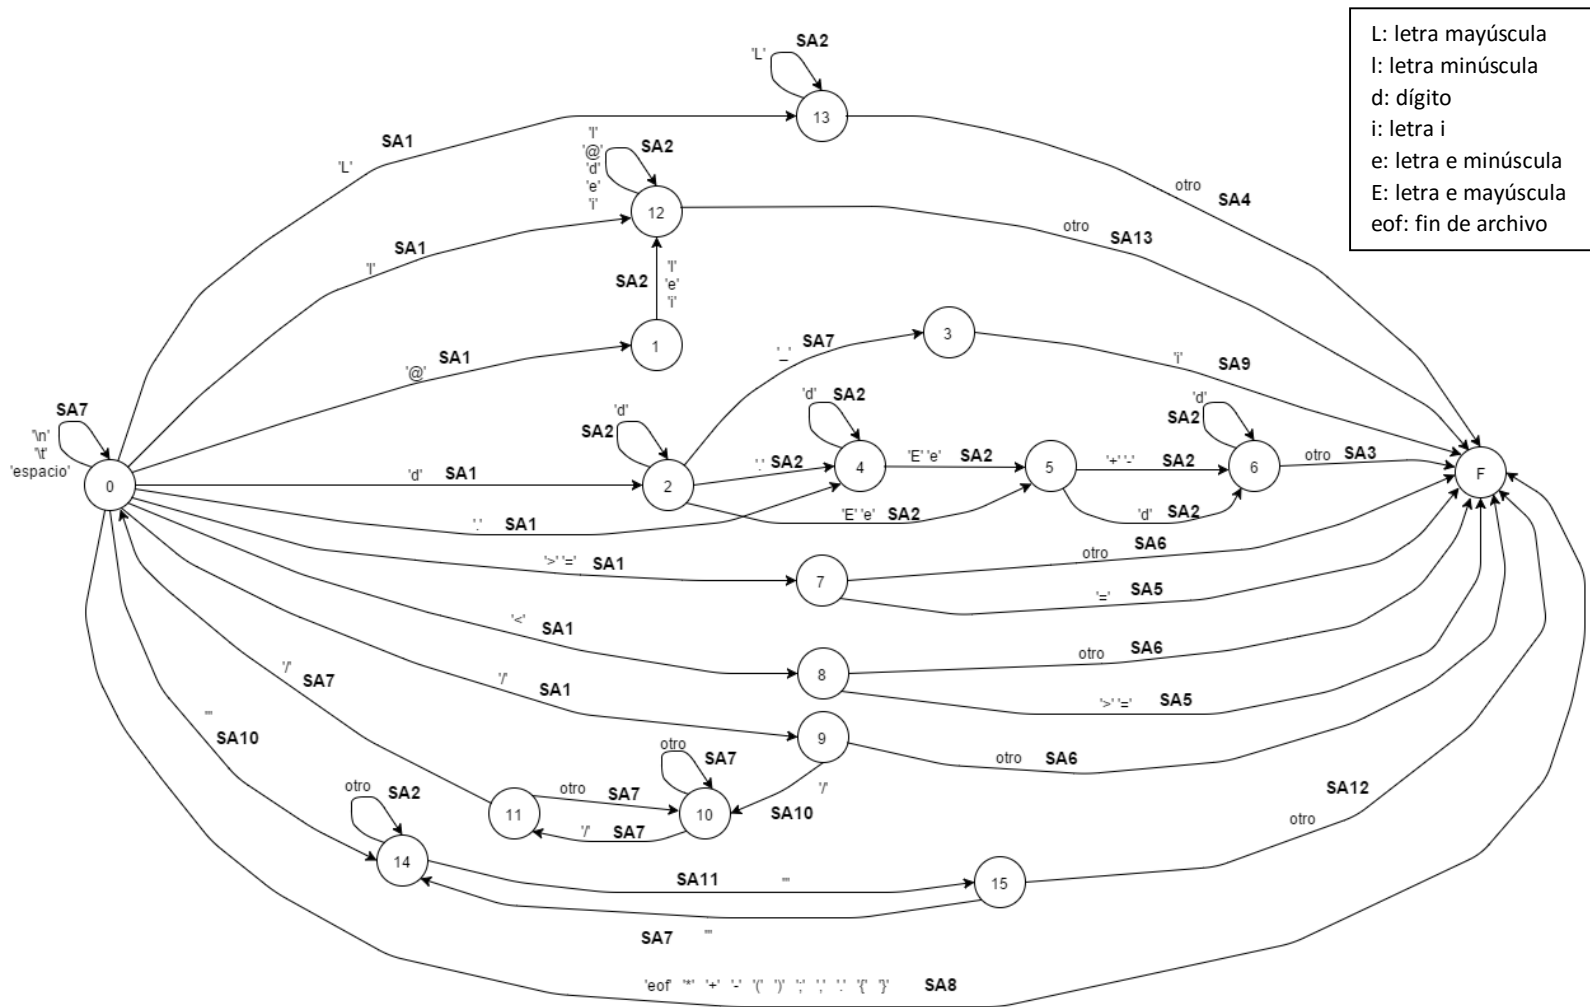 L: letra mayúscula
l: letra minúscula
d: dígito
i: letra i
e: letra e minúscula
E: letra e mayúscula
eof: fin de archivo
SA2
'L'
13
SA1
'L'
'l'
'@'
'd'
'e'
'i'
SA2
12
otro
SA4
otro
SA13
SA1
'l'
SA2
'l'
'e'
'i'
1
SA1
'@'
3
'_'
SA7
'i'
SA9
SA7
'\n'
'\t'
'espacio'
0
'd'
SA1
'd'
SA2
2
'.'
SA2
'd'
SA2
4
'E' 'e'
SA2
5
'+' '-'
SA2
'd'
SA2
6
otro
SA3
F
'E' 'e'
SA2
'd'
SA2
'.'
SA1
'>' '='
SA1
7
otro
SA6
'='
SA5
'<'
SA1
8
otro
SA6
'>' '='
SA5
'/'
SA1
9
otro
SA6
'/'
SA10
'/'
SA7
otro
SA7
10
11
otro
SA7
'/'
SA7
'''
SA10
otro
SA2
14
SA11
'''
15
otro
SA12
SA7
'''
'eof' '*' '+' '-' '(' ')' ';' ',' '.' '{' '}' SA8